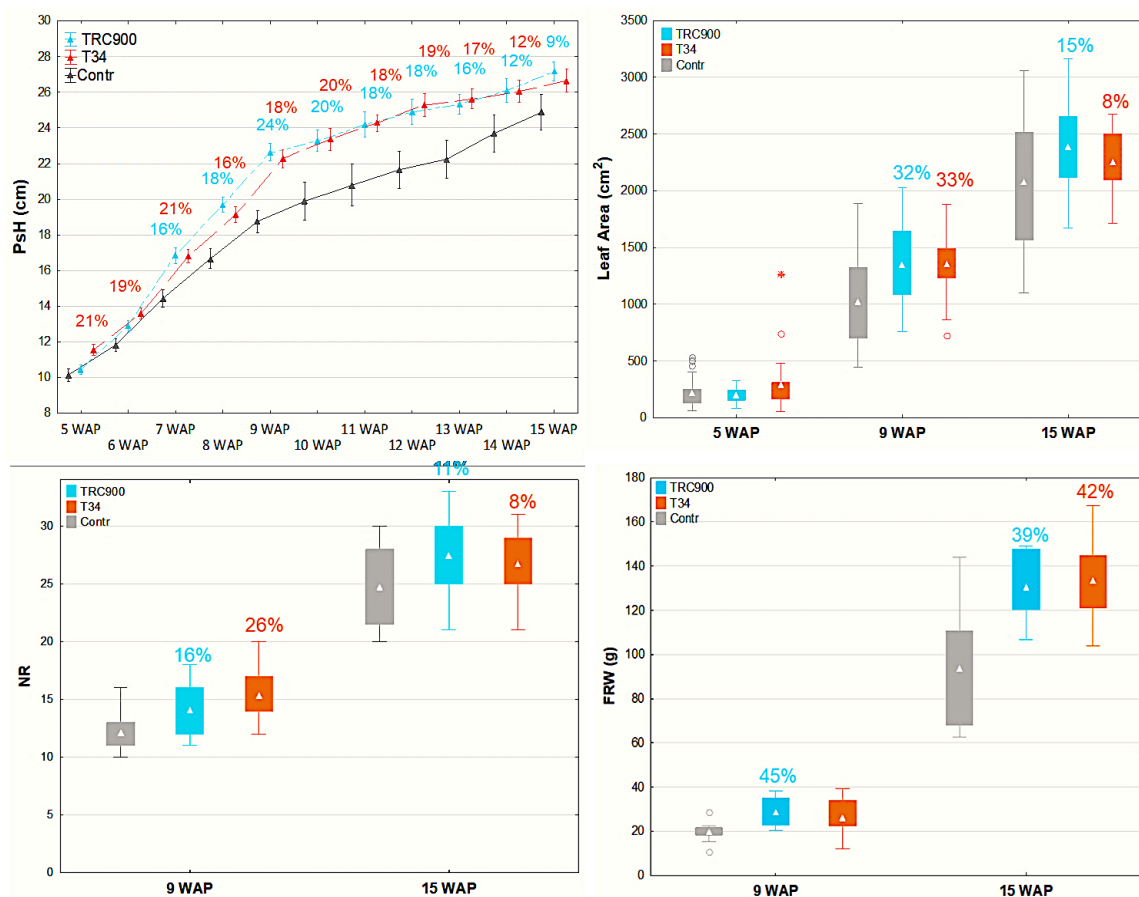 PsH (cm)
30
28
26
24
22
20
18
16
14
12
10
8
TRC900
T34
Contr
21%
19%
21%
16%
16%
18%
18%
24%
20%
20%
18%
18%
19%
18%
17%
16%
12%
12%
9%
5 WAP
7 WAP
9 WAP
11 WAP
13 WAP
15 WAP
6 WAP
8 WAP
10 WAP
12 WAP
14 WAP
Leaf Area (cm²)
3500
3000
2500
2000
1500
1000
500
0
TRC900
T34
Contr
32%
33%
15%
8%
5 WAP
9 WAP
15 WAP
NR
30
25
20
15
10
5
0
TRC900
T34
Contr
16%
26%
11%
8%
9 WAP
15 WAP
FRW (g)
180
160
140
120
100
80
60
40
20
0
TRC900
T34
Contr
45%
39%
42%
9 WAP
15 WAP